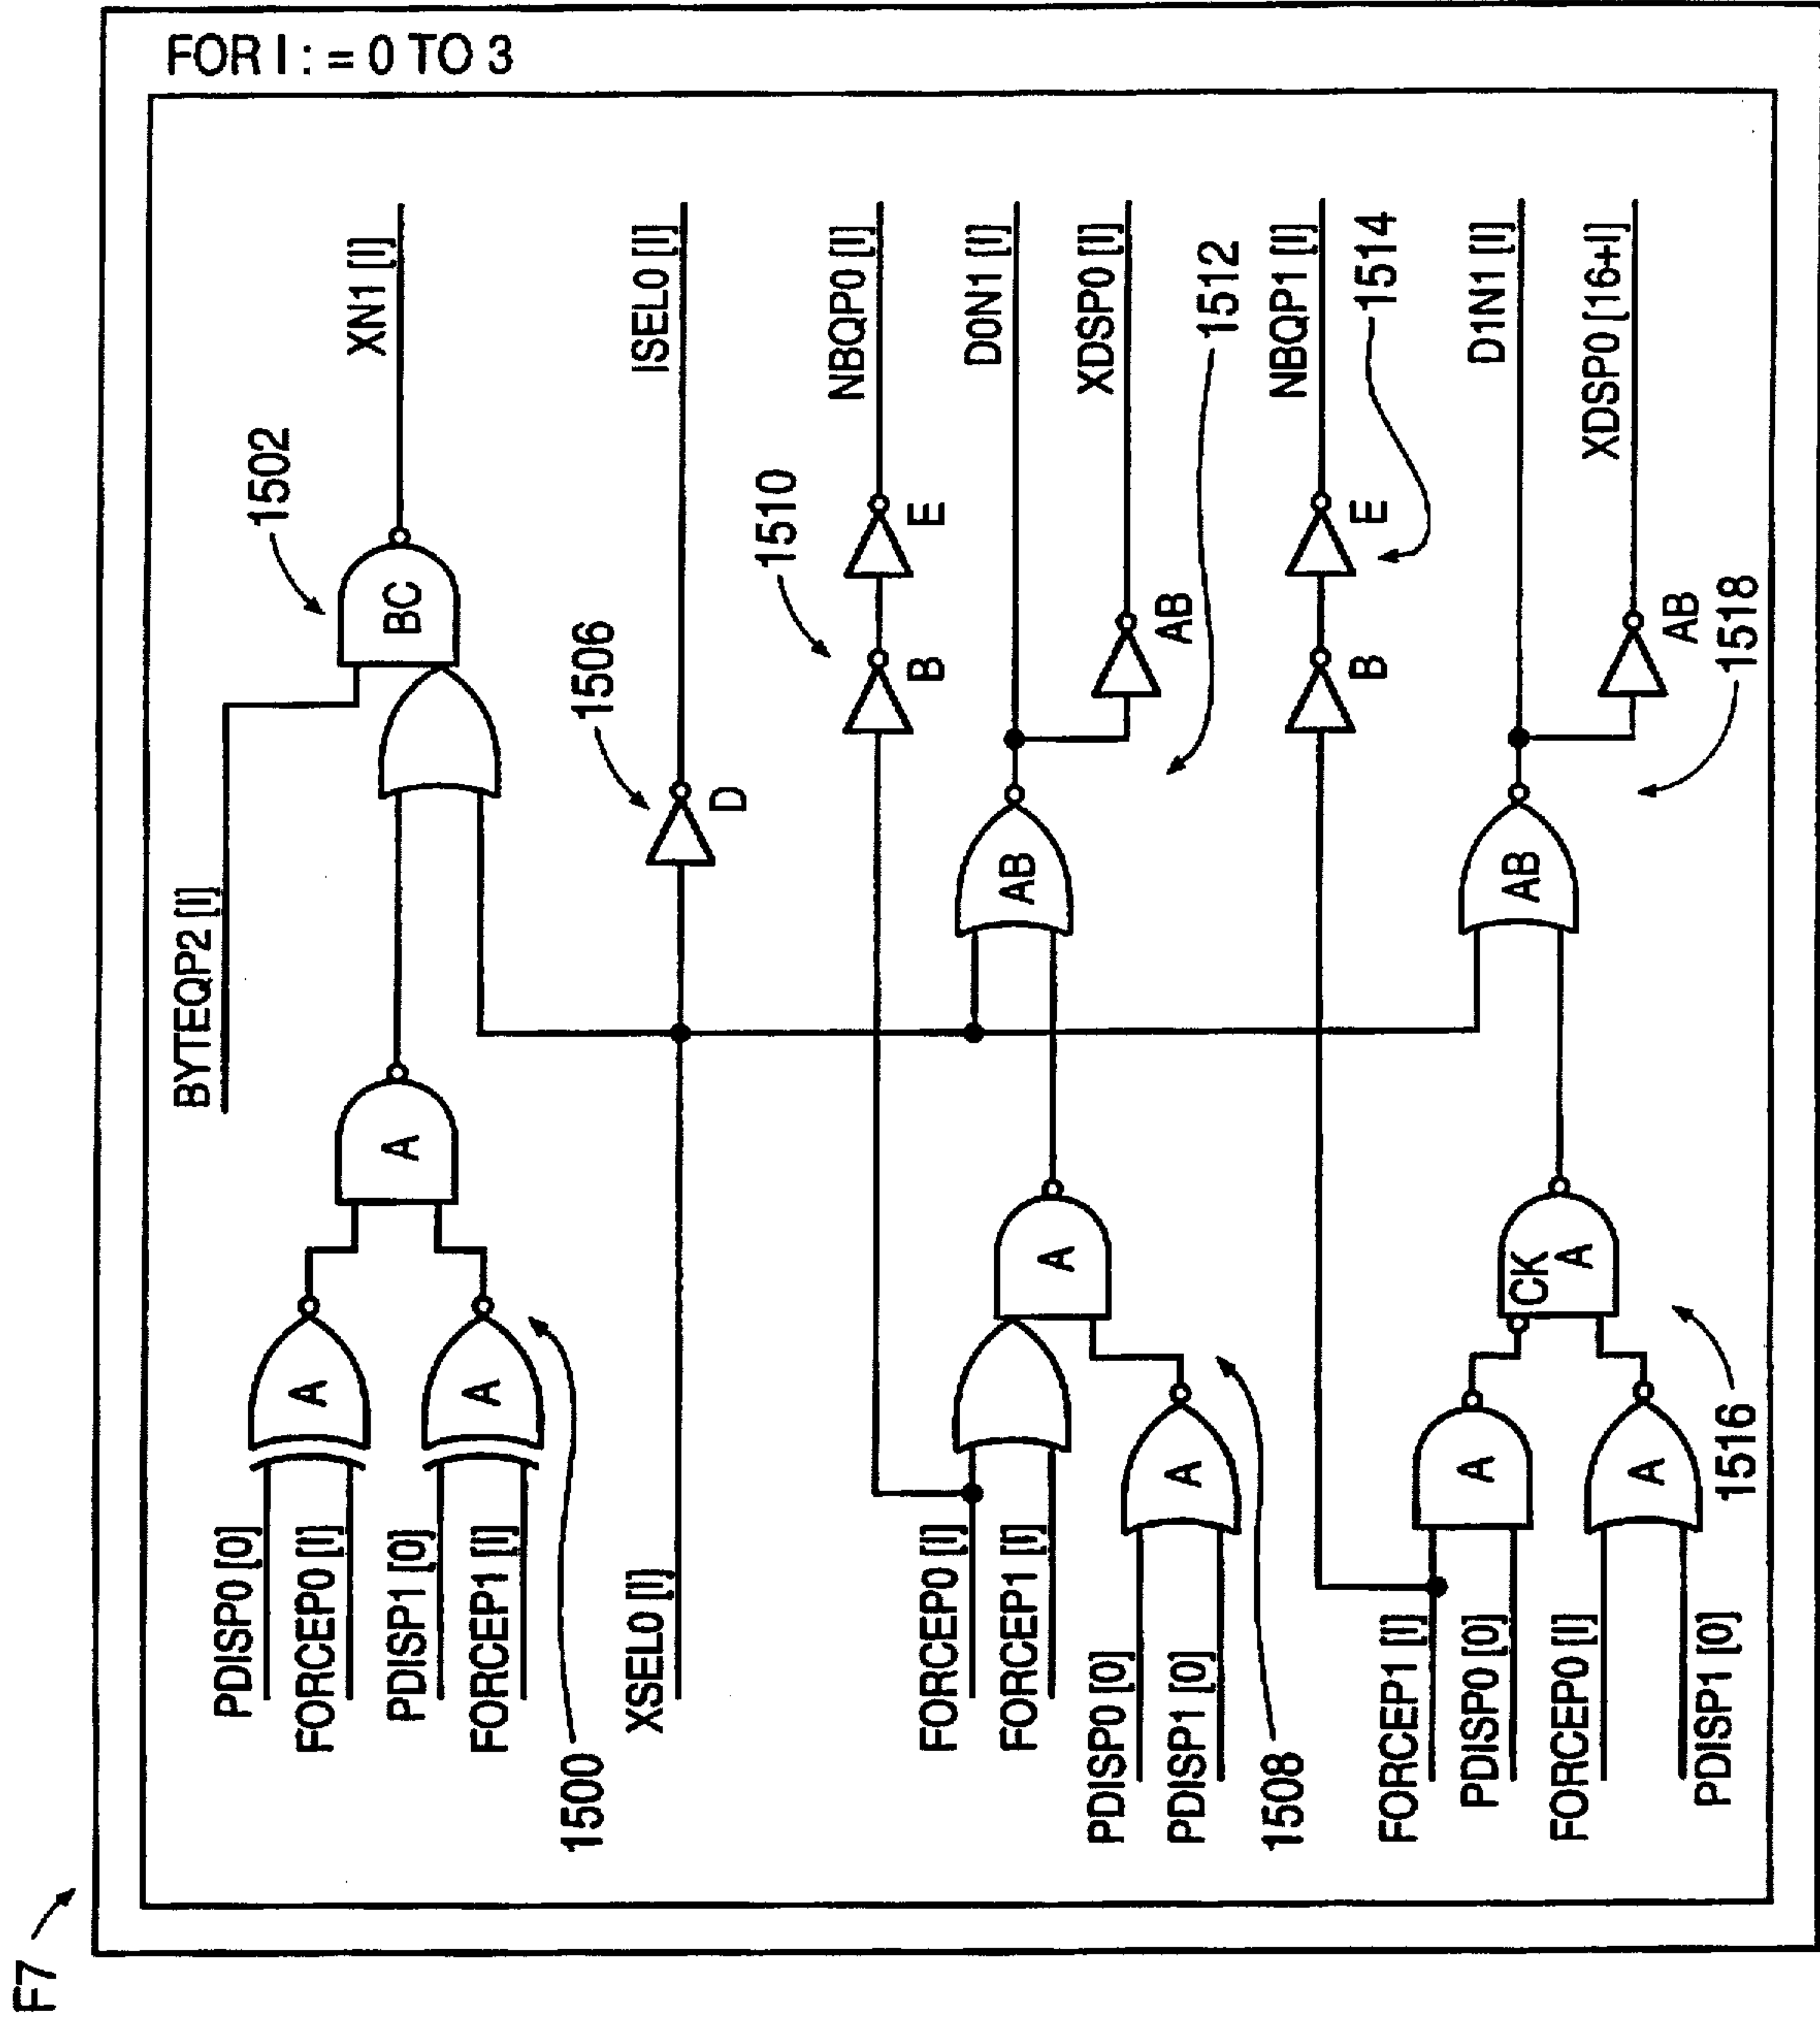 F7
FOR I : = 0 TO 3
BYTEQP2 [I]
1502
BC
XN1 [I]
A
PDISP0 [0]
A
FORCEP0 [I]
PDISP1 [0]
A
FORCEP1 [I]
1500
1506
D
ISEL0 [I]
XSEL0 [I]
1510
B
E
NBQP0 [I]
FORCEP0 [I]
FORCEP1 [I]
A
AB
D0N1 [I]
AB
XDSP0 [I]
PDISP0 [0]
PDISP1 [0]
A
1508
1512
B
E
NBQP1 [I]
1514
FORCEP1 [I]
PDISP0 [0]
A
CK
A
AB
D1N1 [I]
FORCEP0 [I]
PDISP1 [0]
A
AB
XDSP0 [16+I]
1516
1518